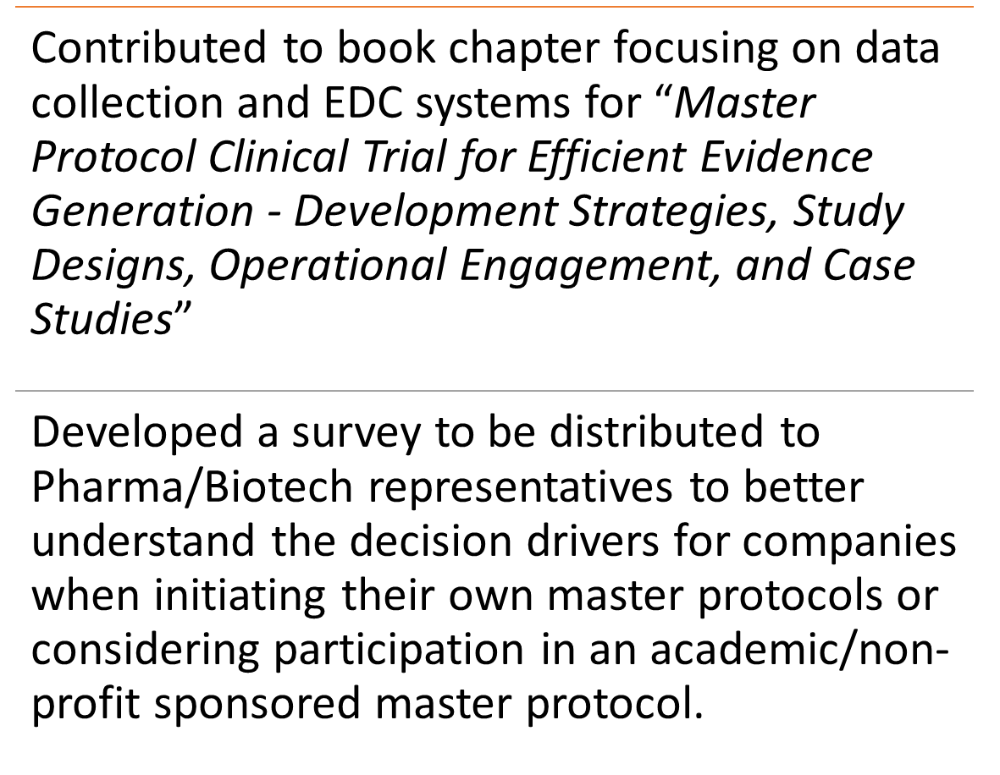 Contributed to book chapter focusing on data
collection and EDC systems for “Master
Protocol Clinical Trial for Efficient Evidence
Generation - Development Strategies, Study
Designs, Operational Engagement, and Case
Studies”
Developed a survey to be distributed to
Pharma/Biotech representatives to better
understand the decision drivers for companies
when initiating their own master protocols or
considering participation in an academic/non-
profit sponsored master protocol.